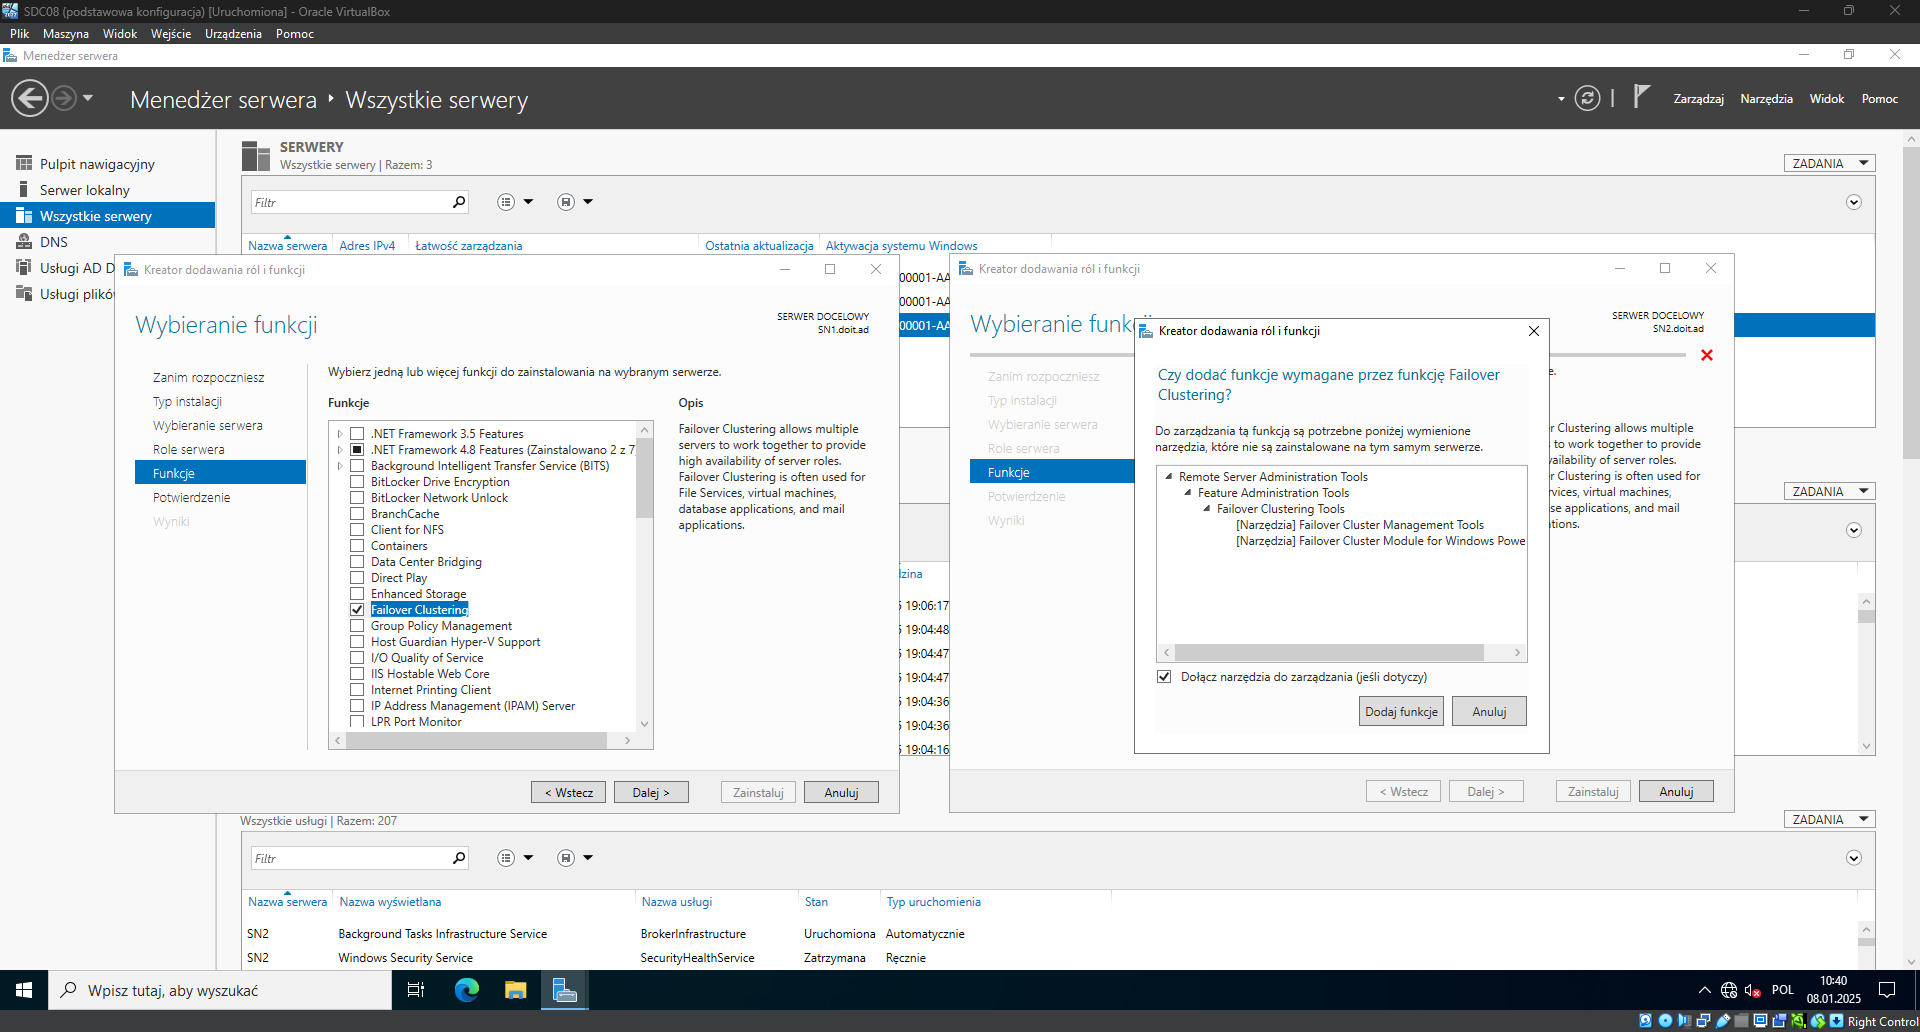 SDC08 (podstawowa konfiguracja) [Uruchomiona] - Oracle VirtualBox
Plik Maszyna Widok Wejście Urządzenia Pomoc
Menedżer serwera
Menedżer serwera ‣ Wszystkie serwery
Zarządzaj Narzędzia Widok Pomoc
Pulpit nawigacyjny
Serwer lokalny
Wszystkie serwery
DNS
Usługi AD D
Usługi plikóv
SERWERY
Wszystkie serwery | Razem: 3
ZADANIA
Filtr
Nazwa serwera Adres IPv4 Łatwość zarządzania Ostatnia aktualizacja Aktywacja systemu Windows
00001-AA
00001-AA
00001-AA
Kreator dodawania ról i funkcji
Wybieranie funkcji
SERWER DOCELOWY
SN1.doit.ad
Zanim rozpoczniesz
Typ instalacji
Wybieranie serwera
Role serwera
Funkcje
Potwierdzenie
Wyniki
Wybierz jedną lub więcej funkcji do zainstalowania na wybranym serwerze.
Funkcje
.NET Framework 3.5 Features
.NET Framework 4.8 Features (Zainstalowano 2 z 7
Background Intelligent Transfer Service (BITS)
BitLocker Drive Encryption
BitLocker Network Unlock
BranchCache
Client for NFS
Containers
Data Center Bridging
Direct Play
Enhanced Storage
Failover Clustering
Group Policy Management
Host Guardian Hyper-V Support
I/O Quality of Service
IIS Hostable Web Core
Internet Printing Client
IP Address Management (IPAM) Server
LPR Port Monitor
Opis
Failover Clustering allows multiple
servers to work together to provide
high availability of server roles.
Failover Clustering is often used for
File Services, virtual machines,
database applications, and mail
applications.
< Wstecz Dalej > Zainstaluj Anuluj
Kreator dodawania ról i funkcji
Wybieranie funk
SERWER DOCELOWY
SN2.doit.ad
Zanim rozpoczniesz
Typ instalacji
Wybieranie serwera
Role serwera
Funkcje
Potwierdzenie
Wyniki
e.
er Clustering allows multiple
to work together to provide
vailability of server roles.
er Clustering is often used for
rvices, virtual machines,
se applications, and mail
tions.
< Wstecz Dalej > Zainstaluj Anuluj
Kreator dodawania ról i funkcji
Czy dodać funkcje wymagane przez funkcję Failover
Clustering?
Do zarządzania tą funkcją są potrzebne poniżej wymienione
narzędzia, które nie są zainstalowane na tym samym serwerze.
Remote Server Administration Tools
Feature Administration Tools
Failover Clustering Tools
[Narzędzia] Failover Cluster Management Tools
[Narzędzia] Failover Cluster Module for Windows Powe
Dołącz narzędzia do zarządzania (jeśli dotyczy)
Dodaj funkcje Anuluj
ZADANIA
dzina
5 19:06:17
5 19:04:48
5 19:04:47
5 19:04:47
5 19:04:36
5 19:04:36
5 19:04:16
Wszystkie usługi | Razem: 207
ZADANIA
Filtr
Nazwa serwera Nazwa wyświetlana Nazwa usługi Stan Typ uruchomienia
SN2 Background Tasks Infrastructure Service BrokerInfrastructure Uruchomiona Automatycznie
SN2 Windows Security Service SecurityHealthService Zatrzymana Ręcznie
Wpisz tutaj, aby wyszukać
POL
10:40
08.01.2025
Right Control